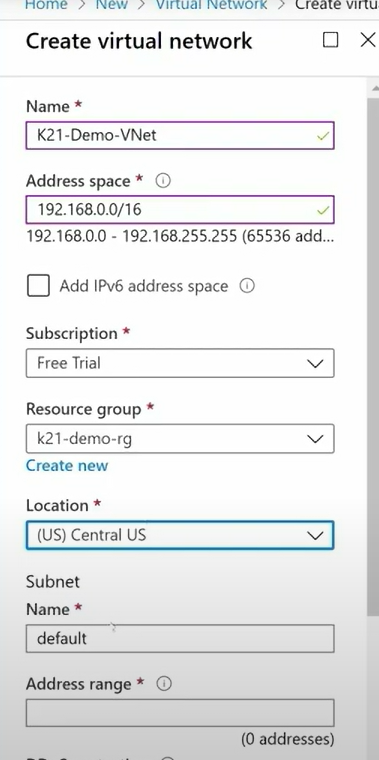 Home > New > Virtual Network > Create virtu
Create virtual network
Name *
K21-Demo-VNet
Address space *
192.168.0.0/16
192.168.0.0 - 192.168.255.255 (65536 add...
Add IPv6 address space
Subscription *
Free Trial
Resource group *
k21-demo-rg
Create new
Location *
(US) Central US
Subnet
Name *
default
Address range *
(0 addresses)